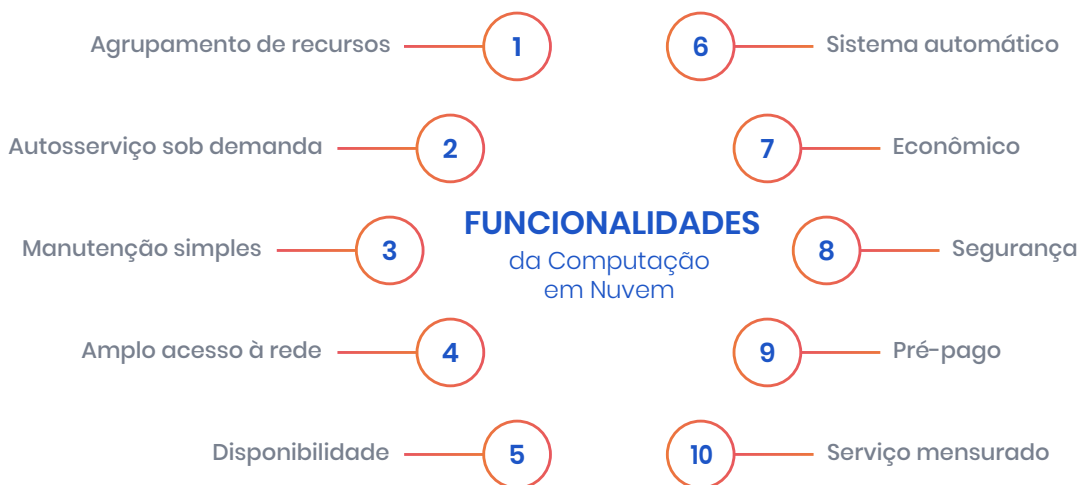 Agrupamento de recursos
1
Autosserviço sob demanda
2
Manutenção simples
3
Amplo acesso à rede
4
Disponibilidade
5
FUNCIONALIDADES
da Computação
em Nuvem
6
Sistema automático
7
Econômico
8
Segurança
9
Pré-pago
10
Serviço mensurado